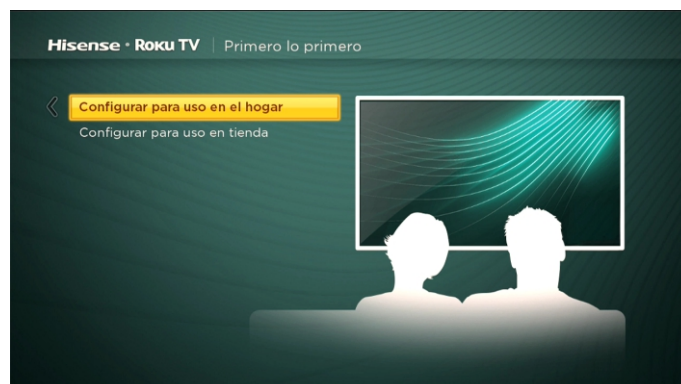 Hisense • Roku TV | Primero lo primero
Configurar para uso en el hogar
Configurar para uso en tienda